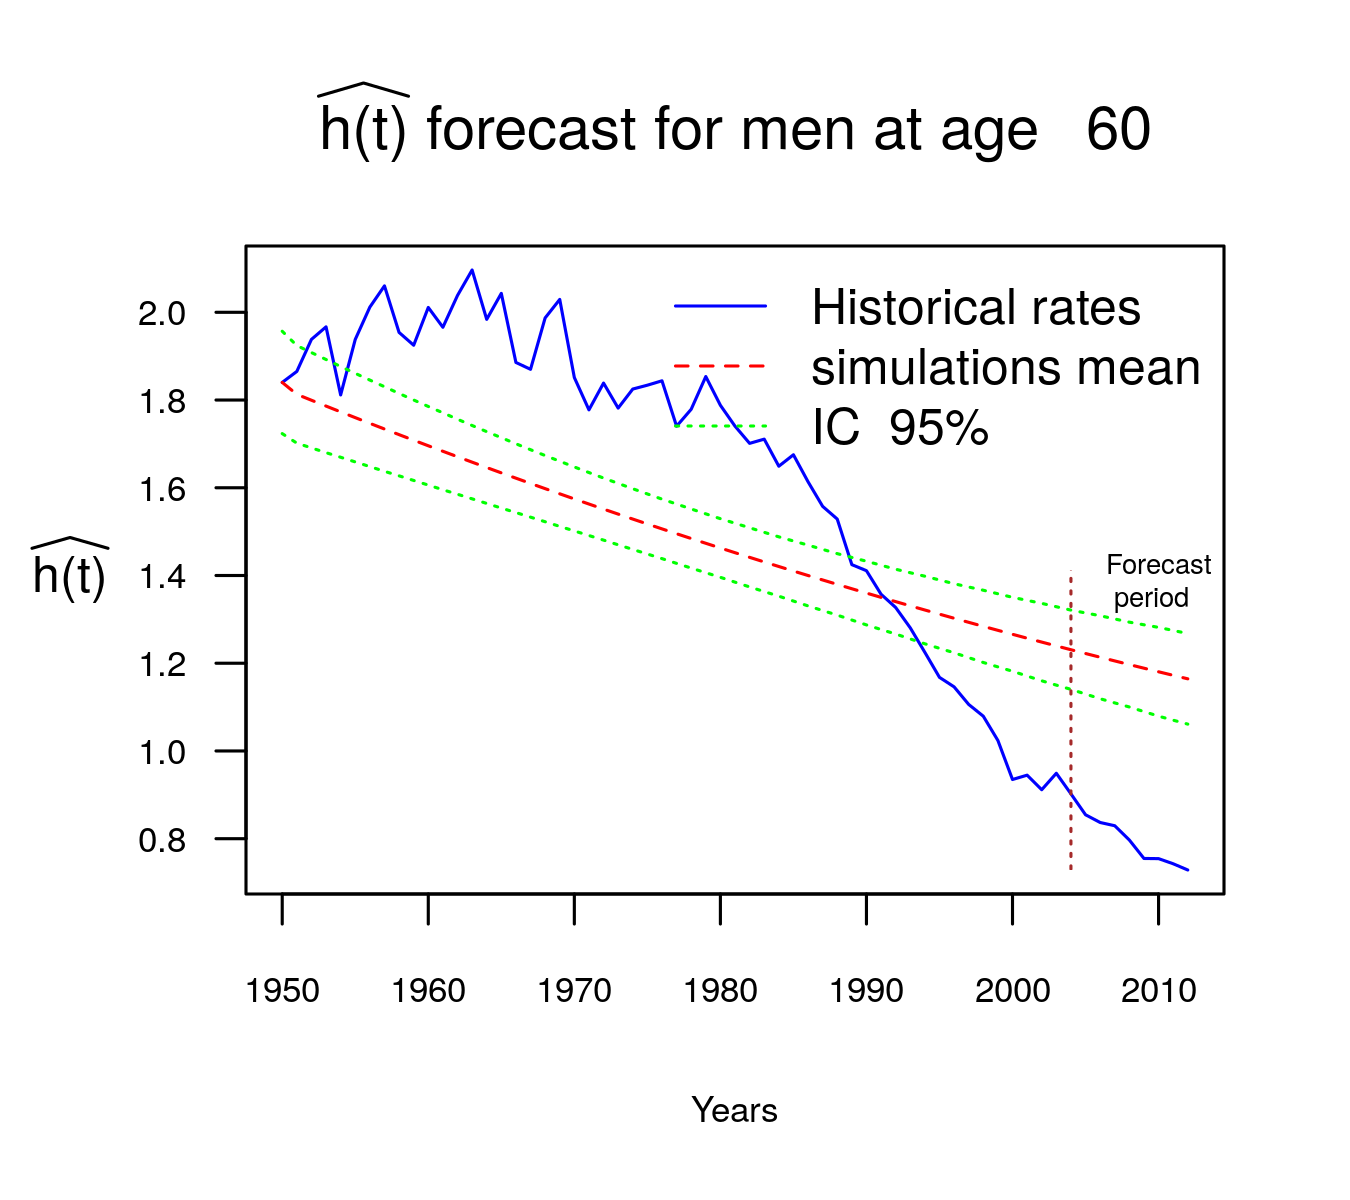 h(t) forecast for men at age 60
Historical rates
simulations mean
IC 95%
2.0
1.8
1.6
1.4
1.2
1.0
0.8
h(t)
Forecast
period
1950 1960 1970 1980 1990 2000 2010
Years